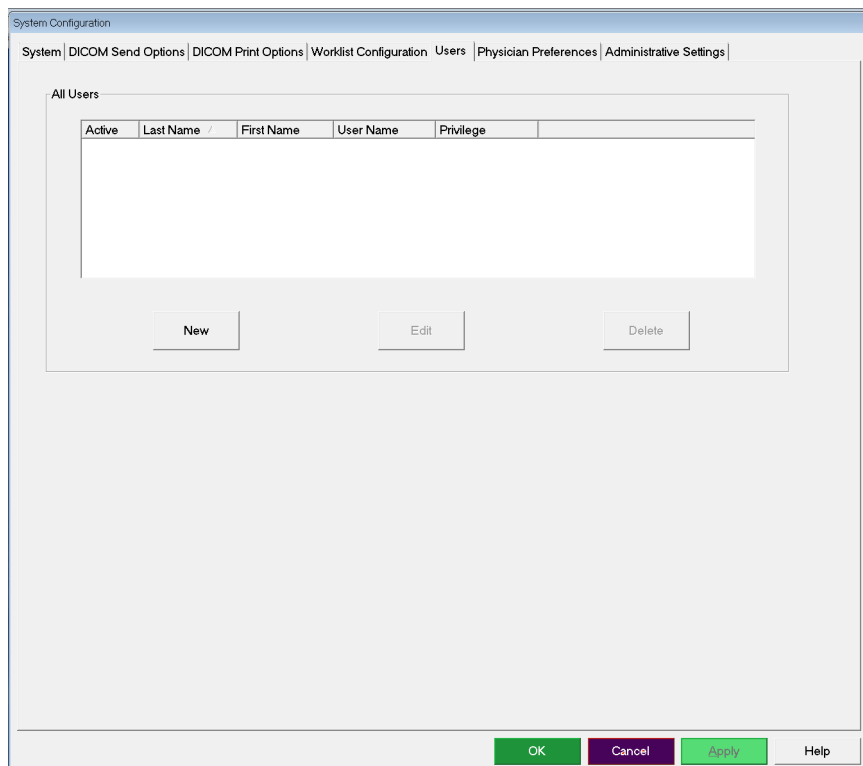 System Configuration
System DICOM Send Options DICOM Print Options Worklist Configuration Users Physician Preferences Administrative Settings
All Users
Active Last Name First Name User Name Privilege
New Edit Delete
OK Cancel Apply Help